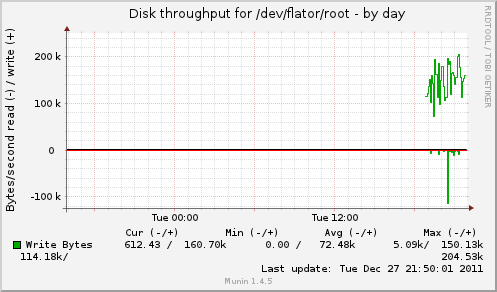 Disk throughput for /dev/flator/root - by day
RRDTOOL / TOBI OETIKER
Bytes/second read (-) / write (+)
200 k
100 k
0
-100 k
Tue 00:00 Tue 12:00
Cur (-/+) Min (-/+) Avg (-/+) Max (-/+)
Write Bytes 612.43 / 160.70k 0.00 / 72.48k 5.09k/ 150.13k
114.18k/ 204.53k
Last update: Tue Dec 27 21:50:01 2011
Munin 1.4.5